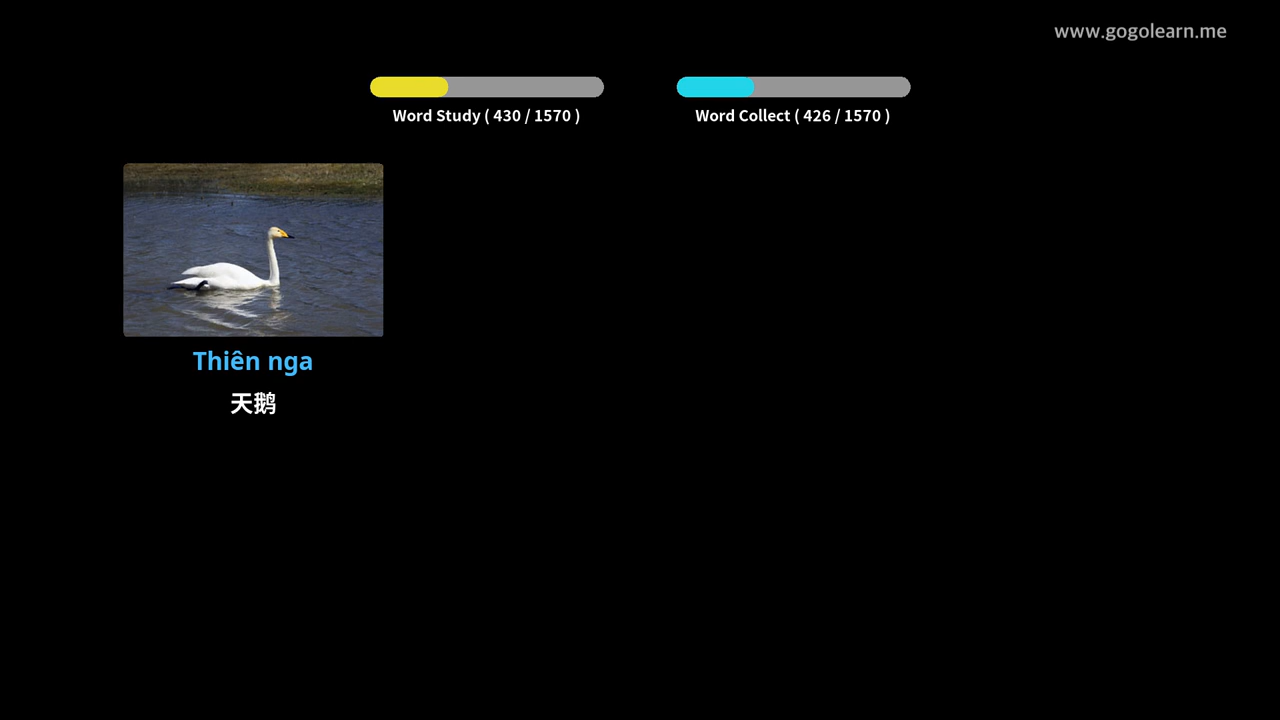 www.gogolearn.me
Word Study ( 430 / 1570 )
Word Collect ( 426 / 1570 )
Thiên nga
天鹅